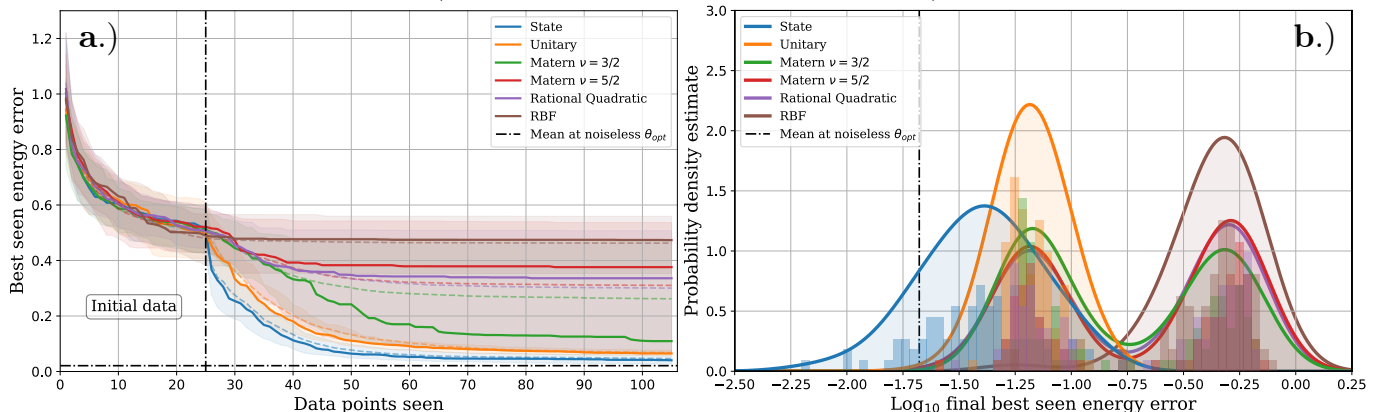 a.)
State
Unitary
Matern ν = 3/2
Matern ν = 5/2
Rational Quadratic
RBF
Mean at noiseless θopt
Initial data
Best seen energy error
1.2
1.0
0.8
0.6
0.4
0.2
0.0
0 10 20 30 40 50 60 70 80 90 100
Data points seen
b.)
State
Unitary
Matern ν = 3/2
Matern ν = 5/2
Rational Quadratic
RBF
Mean at noiseless θopt
Probability density estimate
3.0
2.5
2.0
1.5
1.0
0.5
0.0
−2.50 −2.25 −2.00 −1.75 −1.50 −1.25 −1.00 −0.75 −0.50 −0.25 0.00 0.25
Log10 final best seen energy error